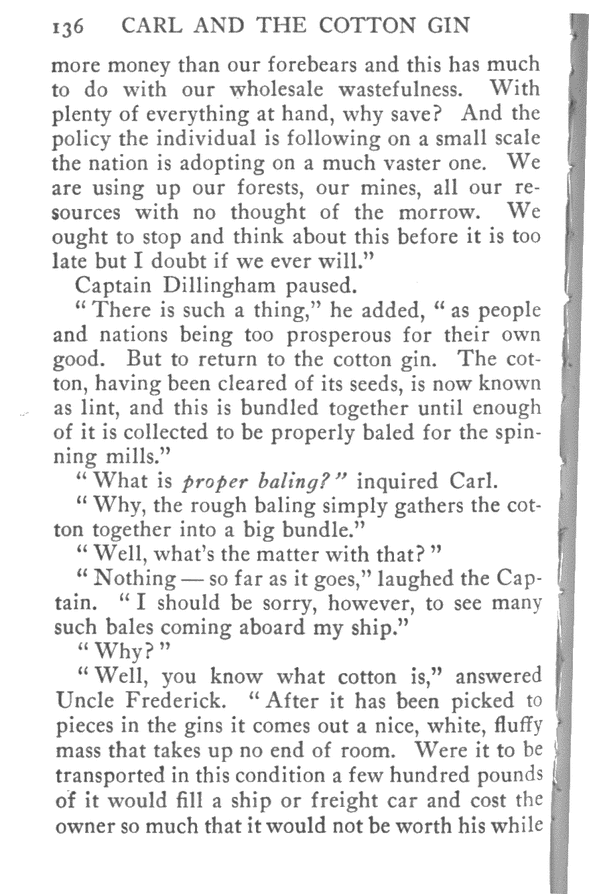 136 CARL AND THE COTTON GIN
more money than our forebears and this has much
to do with our wholesale wastefulness. With
plenty of everything at hand, why save? And the
policy the individual is following on a small scale
the nation is adopting on a much vaster one. We
are using up our forests, our mines, all our re-
sources with no thought of the morrow. We
ought to stop and think about this before it is too
late but I doubt if we ever will.”
Captain Dillingham paused.
“ There is such a thing,” he added, “ as people
and nations being too prosperous for their own
good. But to return to the cotton gin. The cot-
ton, having been cleared of its seeds, is now known
as lint, and this is bundled together until enough
of it is collected to be properly baled for the spin-
ning mills.”
“ What is proper baling? ” inquired Carl.
“ Why, the rough baling simply gathers the cot-
ton together into a big bundle.”
“ Well, what’s the matter with that? ”
“ Nothing — so far as it goes,” laughed the Cap-
tain. “ I should be sorry, however, to see many
such bales coming aboard my ship.”
“ Why? ”
“ Well, you know what cotton is,” answered
Uncle Frederick. “ After it has been picked to
pieces in the gins it comes out a nice, white, fluffy
mass that takes up no end of room. Were it to be
transported in this condition a few hundred pounds
of it would fill a ship or freight car and cost the
owner so much that it would not be worth his while